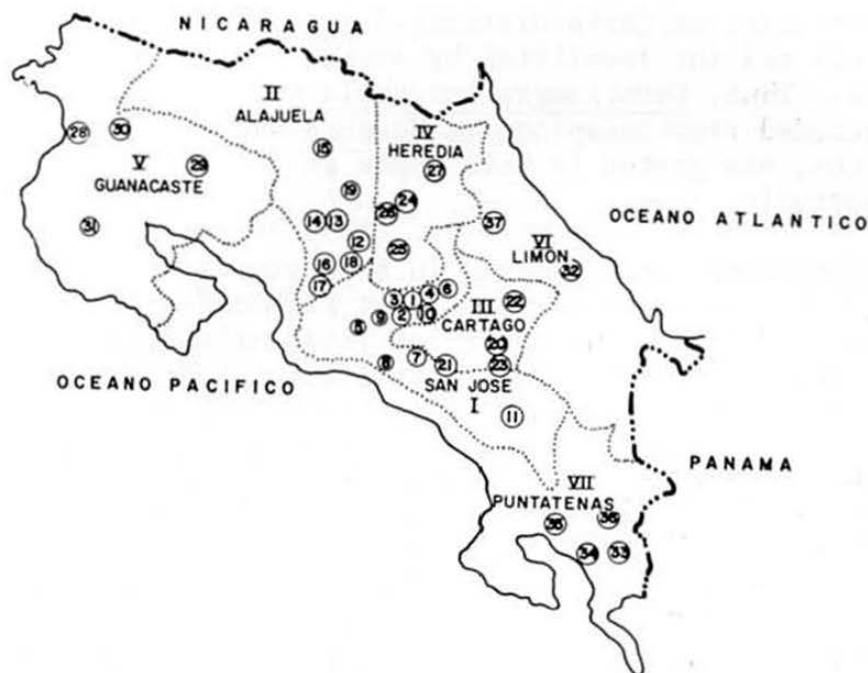 NICARAGUA
II
ALAJUELA
IV
HEREDIA
15
28
30
29
27
V
GUANACASTE
19
24
26
14
13
37
OCEANO ATLANTICO
31
12
25
VI
LIMON
16
18
32
17
3
1
4
6
22
III
CARTAGO
5
9
2
10
20
8
7
21
23
OCEANO PACIFICO
SAN JOSE
I
11
PANAMA
VII
PUNTATENAS
35
36
34
33